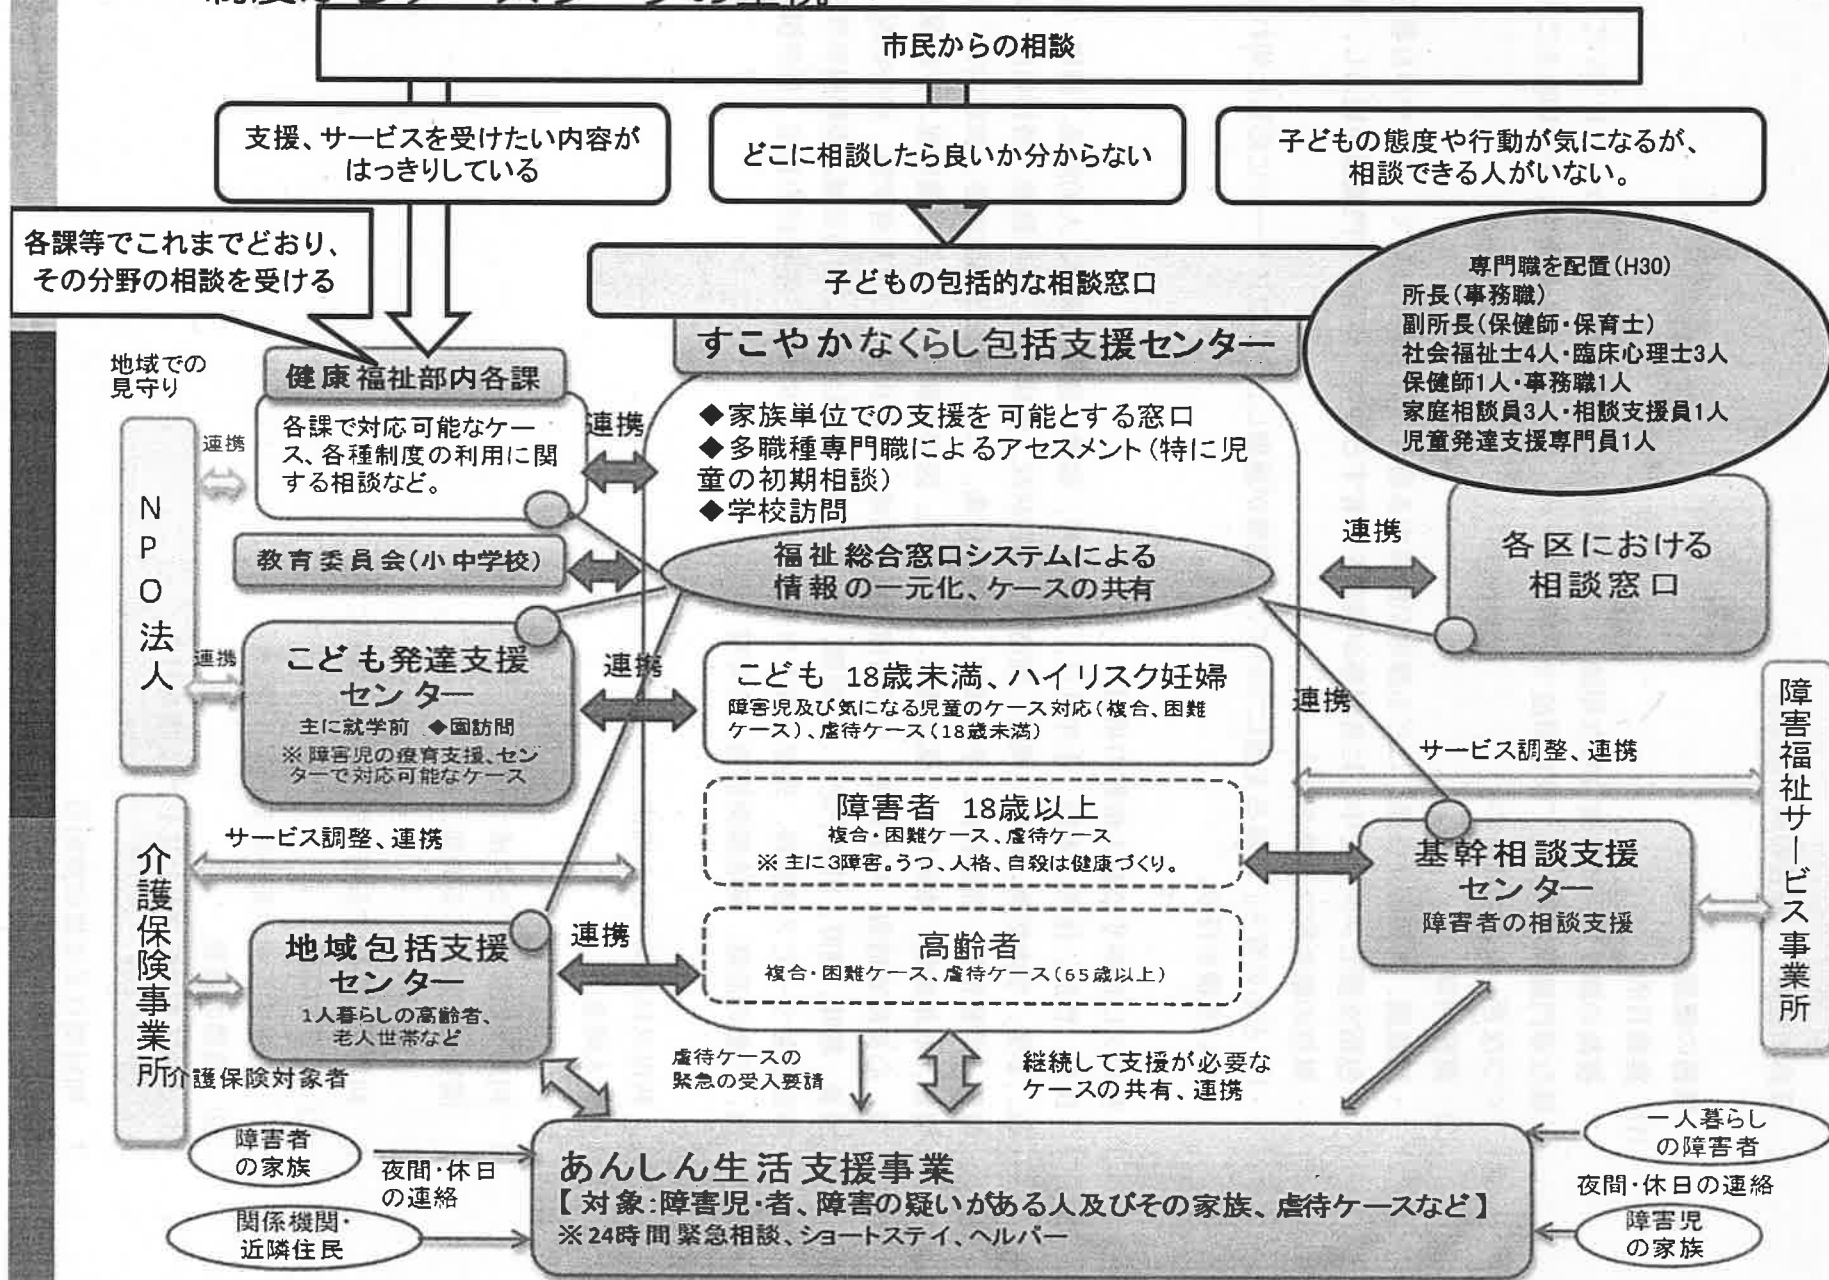 市民からの相談
支援、サービスを受けたい内容が
はっきりしている
どこに相談したら良いか分からない
子どもの態度や行動が気になるが、
相談できる人がいない。
各課等でこれまでどおり、
その分野の相談を受ける
子どもの包括的な相談窓口
専門職を配置(H30)
所長(事務職)
副所長(保健師・保育士)
社会福祉士4人・臨床心理士3人
保健師1人・事務職1人
家庭相談員3人・相談支援員1人
児童発達支援専門員1人
すこやかなくらし包括支援センター
地域での
見守り
健康福祉部内各課
各課で対応可能なケー
ス、各種制度の利用に関
する相談など。
連携
連携
◆家族単位での支援を可能とする窓口
◆多職種専門職によるアセスメント(特に児
童の初期相談)
◆学校訪問
NPO法人
教育委員会(小中学校)
福祉総合窓口システムによる
情報の一元化、ケースの共有
連携
各区における
相談窓口
連携
こども発達支援
センター
主に就学前 ◆園訪問
※障害児の療育支援、セン
ターで対応可能なケース
連携
こども 18歳未満、ハイリスク妊婦
障害児及び気になる児童のケース対応(複合、困難
ケース)、虐待ケース(18歳未満)
連携
サービス調整、連携
障害福祉サービス事業所
障害者 18歳以上
複合・困難ケース、虐待ケース
※主に3障害。うつ、人格、自殺は健康づくり。
サービス調整、連携
介護保険事業所
基幹相談支援
センター
障害者の相談支援
地域包括支援
センター
1人暮らしの高齢者、
老人世帯など
連携
高齢者
複合・困難ケース、虐待ケース(65歳以上)
介護保険対象者
虐待ケースの
緊急の受入要請
継続して支援が必要な
ケースの共有、連携
障害者
の家族
夜間・休日
の連絡
関係機関・
近隣住民
あんしん生活支援事業
【対象:障害児・者、障害の疑いがある人及びその家族、虐待ケースなど】
※24時間緊急相談、ショートステイ、ヘルパー
一人暮らし
の障害者
夜間・休日の連絡
障害児
の家族